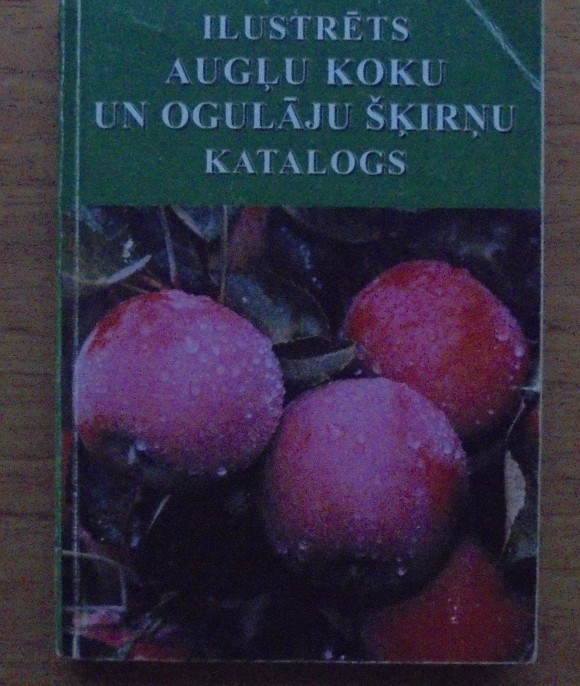 ILUSTRĒTS
AUGĻU KOKU
UN OGULĀJU ŠĶIRŅU
KATALOGS